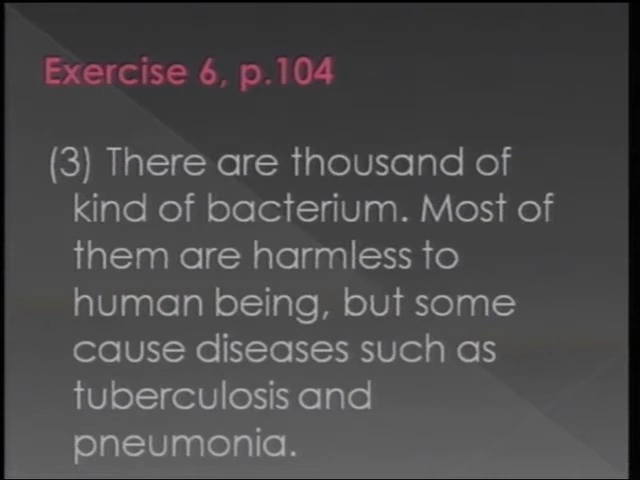 Exercise 6, p.104
(3) There are thousand of
kind of bacterium. Most of
them are harmless to
human being, but some
cause diseases such as
tuberculosis and
pneumonia.